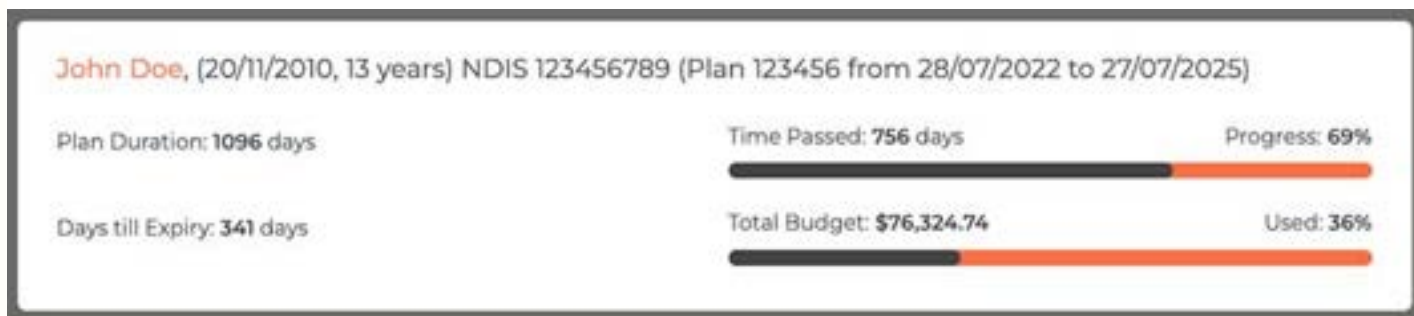 John Doe, (20/11/2010, 13 years) NDIS 123456789 (Plan 123456 from 28/07/2022 to 27/07/2025)
Plan Duration: 1096 days
Time Passed: 756 days
Progress: 69%
Days till Expiry: 341 days
Total Budget: $76,324.74
Used: 36%